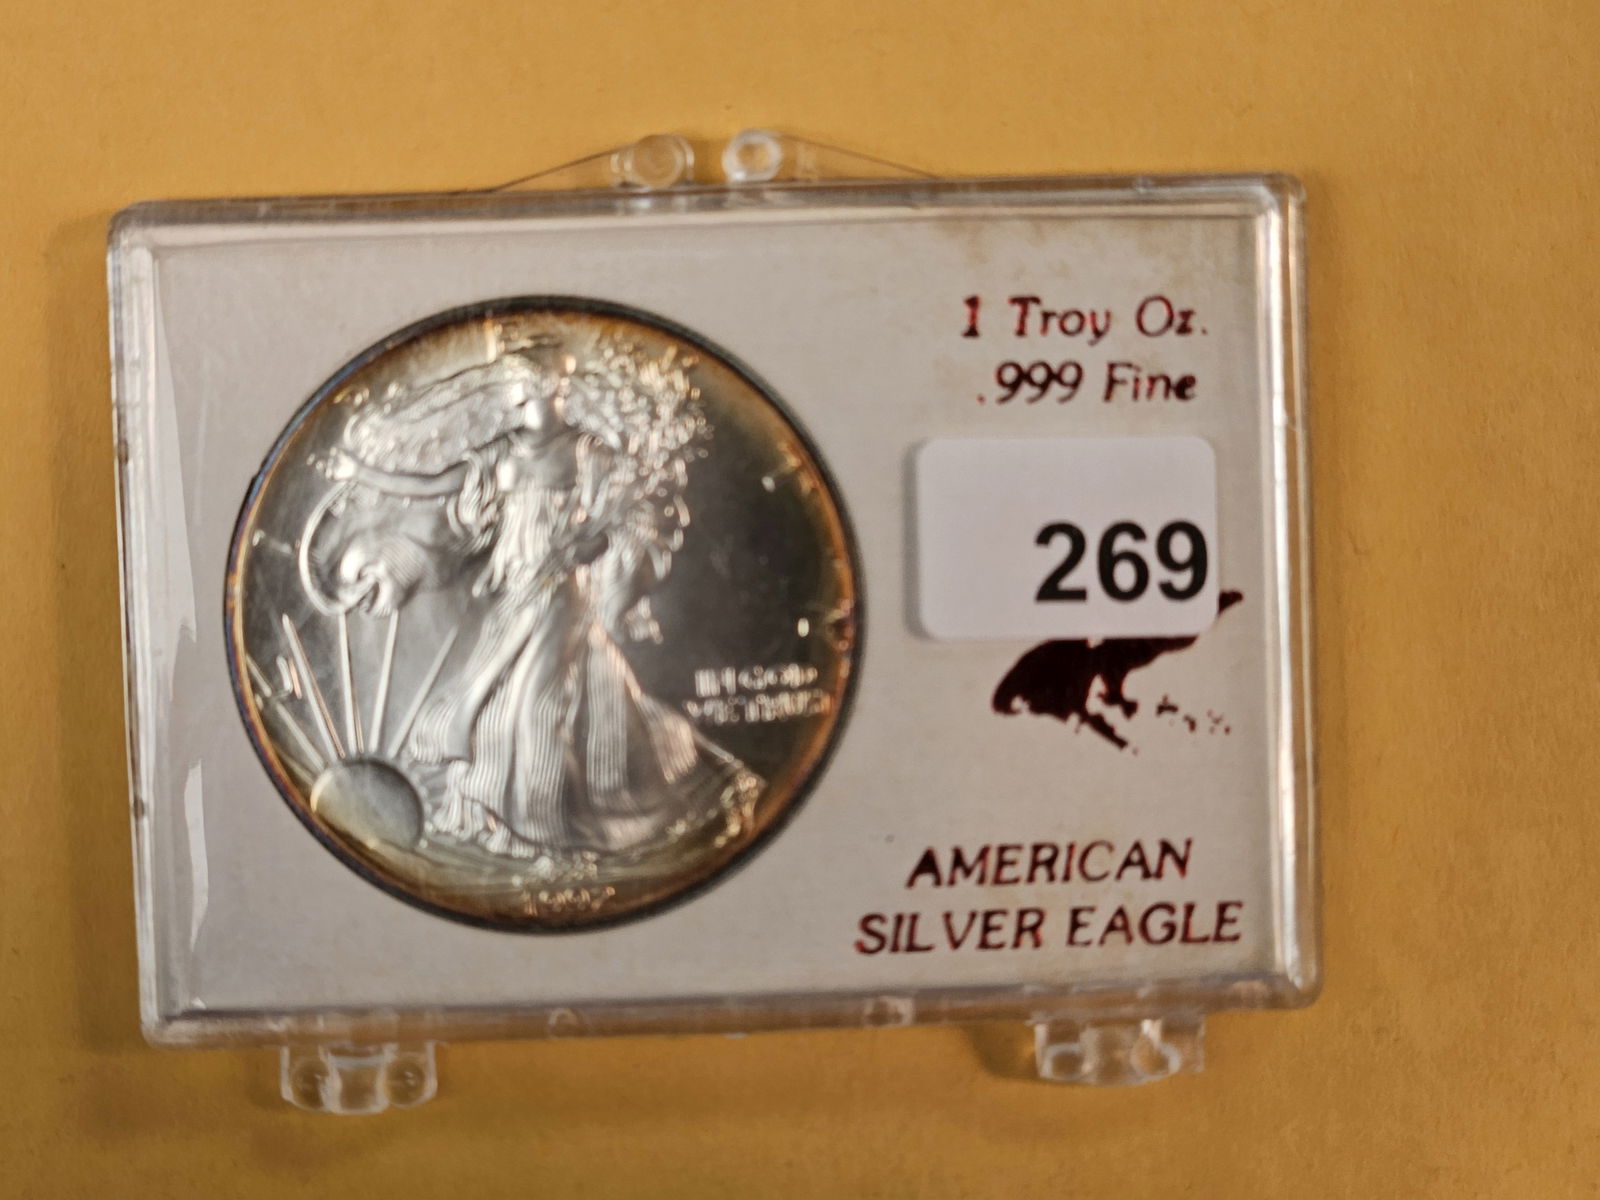 1 Troy Oz.
.999 Fine
269
IN GOD
WE TRUST
AMERICAN
SILVER EAGLE